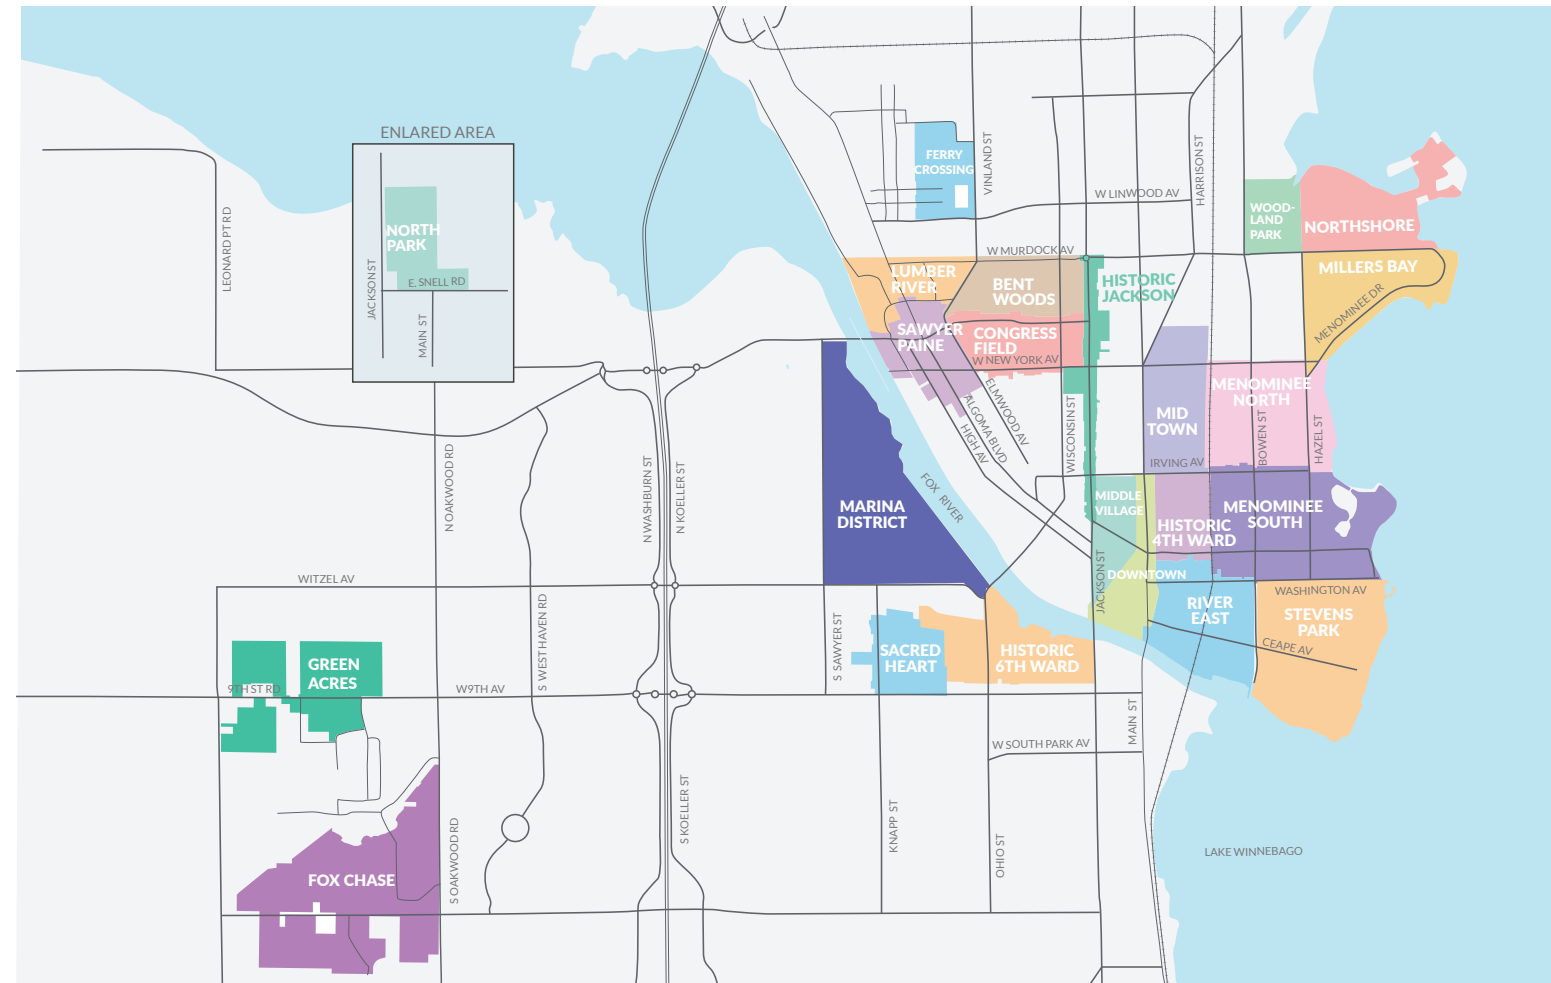 ENLARED AREA
NORTH
PARK
JACKSON ST
E. SNELL RD
MAIN ST
LEONARD PT RD
FERRY
CROSSING
VINLAND ST
W LINWOOD AV
HARRISON ST
WOOD-
LAND
PARK
NORTHSHORE
W MURDOCK AV
LUMBER
RIVER
BENT
WOODS
HISTORIC
JACKSON
MILLERS BAY
MENOMINEE DR
SAWYER
PAINE
CONGRESS
FIELD
W NEW YORK AV
ELMWOOD AV
ALGOMA BLVD
HIGH AV
WISCONSIN ST
MID
TOWN
MENOMINEE
NORTH
BOWEN ST
HAZEL ST
IRVING AV
N OAKWOOD RD
N WASHBURN ST
N KOELLER ST
MARINA
DISTRICT
FOX RIVER
MIDDLE
VILLAGE
HISTORIC
4TH WARD
MENOMINEE
SOUTH
DOWNTOWN
JACKSON ST
RIVER
EAST
WASHINGTON AV
STEVENS
PARK
CEAPE AV
WITZEL AV
S WEST HAVEN RD
S SAWYER ST
SACRED
HEART
HISTORIC
6TH WARD
GREEN
ACRES
9TH ST RD
W 9TH AV
MAIN ST
W SOUTH PARK AV
S KOELLER ST
KNAPP ST
OHIO ST
LAKE WINNEBAGO
FOX CHASE
S OAKWOOD RD